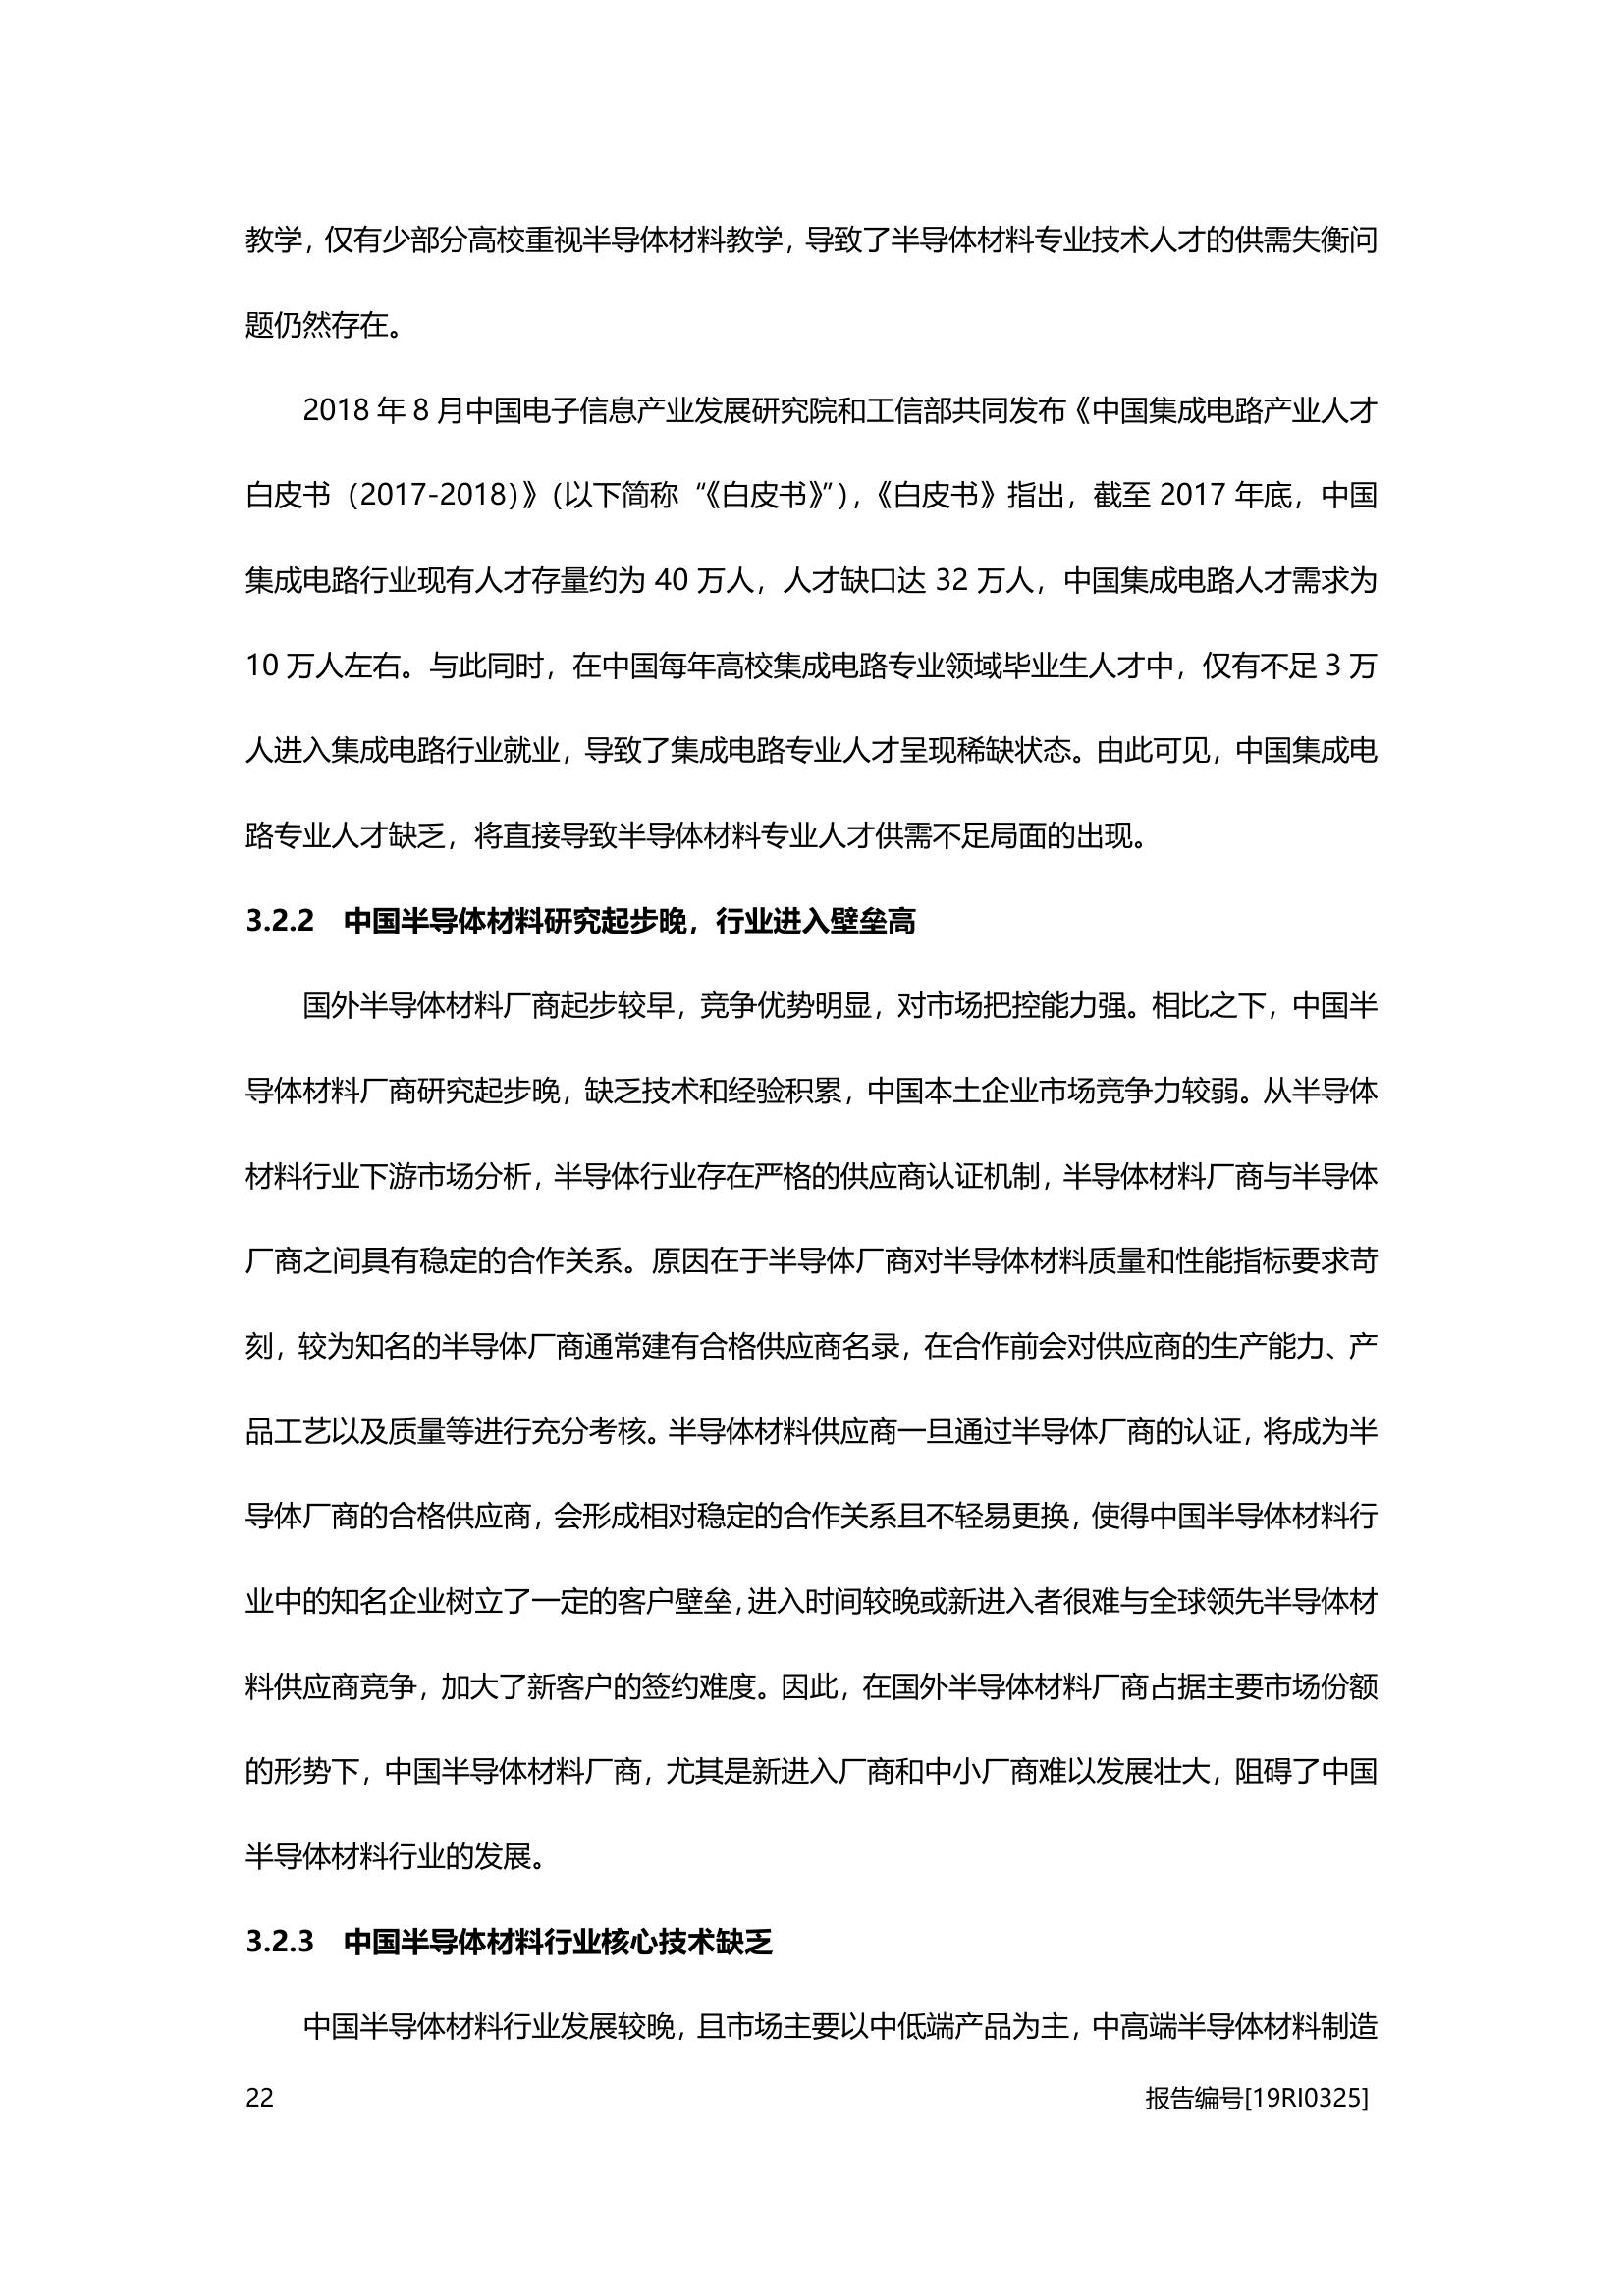 教学，仅有少部分高校重视半导体材料教学，导致了半导体材料专业技术人才的供需失衡问
题仍然存在。
2018 年 8 月中国电子信息产业发展研究院和工信部共同发布《中国集成电路产业人才
白皮书（2017-2018）》（以下简称“《白皮书》”），《白皮书》指出，截至 2017 年底，中国
集成电路行业现有人才存量约为 40 万人，人才缺口达 32 万人，中国集成电路人才需求为
10 万人左右。与此同时，在中国每年高校集成电路专业领域毕业生人才中，仅有不足 3 万
人进入集成电路行业就业，导致了集成电路专业人才呈现稀缺状态。由此可见，中国集成电
路专业人才缺乏，将直接导致半导体材料专业人才供需不足局面的出现。
3.2.2 中国半导体材料研究起步晚，行业进入壁垒高
国外半导体材料厂商起步较早，竞争优势明显，对市场把控能力强。相比之下，中国半
导体材料厂商研究起步晚，缺乏技术和经验积累，中国本土企业市场竞争力较弱。从半导体
材料行业下游市场分析，半导体行业存在严格的供应商认证机制，半导体材料厂商与半导体
厂商之间具有稳定的合作关系。原因在于半导体厂商对半导体材料质量和性能指标要求苛
刻，较为知名的半导体厂商通常建有合格供应商名录，在合作前会对供应商的生产能力、产
品工艺以及质量等进行充分考核。半导体材料供应商一旦通过半导体厂商的认证，将成为半
导体厂商的合格供应商，会形成相对稳定的合作关系且不轻易更换，使得中国半导体材料行
业中的知名企业树立了一定的客户壁垒，进入时间较晚或新进入者很难与全球领先半导体材
料供应商竞争，加大了新客户的签约难度。因此，在国外半导体材料厂商占据主要市场份额
的形势下，中国半导体材料厂商，尤其是新进入厂商和中小厂商难以发展壮大，阻碍了中国
半导体材料行业的发展。
3.2.3 中国半导体材料行业核心技术缺乏
中国半导体材料行业发展较晚，且市场主要以中低端产品为主，中高端半导体材料制造
22 报告编号[19RI0325]